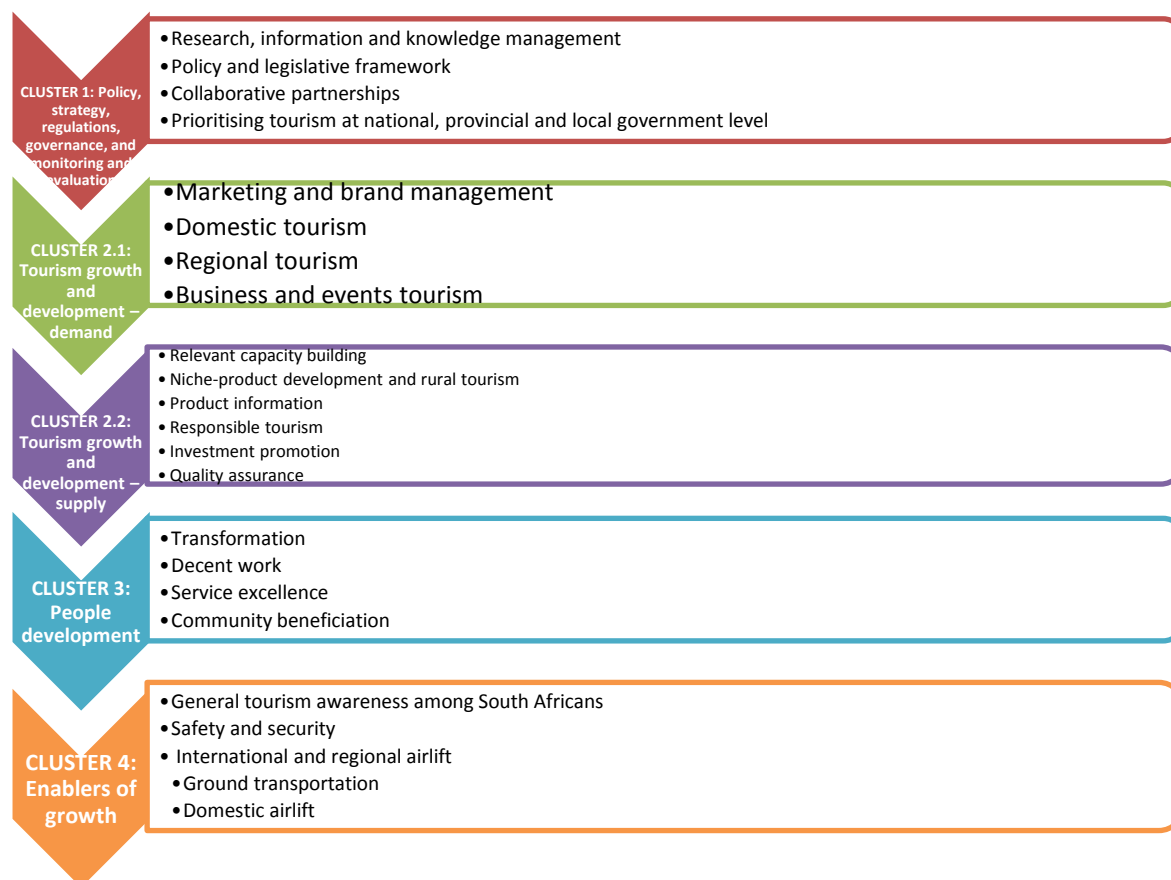 CLUSTER 1: Policy,
strategy,
regulations,
governance, and
monitoring and
evaluation
•Research, information and knowledge management
•Policy and legislative framework
•Collaborative partnerships
•Prioritising tourism at national, provincial and local government level
CLUSTER 2.1:
Tourism growth
and
development –
demand
•Marketing and brand management
•Domestic tourism
•Regional tourism
•Business and events tourism
CLUSTER 2.2:
Tourism growth
and
development –
supply
• Relevant capacity building
• Niche-product development and rural tourism
• Product information
• Responsible tourism
• Investment promotion
• Quality assurance
CLUSTER 3:
People
development
•Transformation
•Decent work
•Service excellence
•Community beneficiation
CLUSTER 4:
Enablers of
growth
•General tourism awareness among South Africans
•Safety and security
• International and regional airlift
•Ground transportation
•Domestic airlift